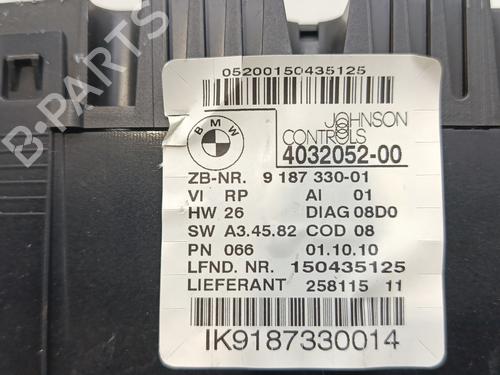 05200150435125
BMW
JOHNSON
CONTROLS
4032052-00
ZB-NR. 9 187 330-01
VI RP AI 01
HW 26 DIAG 08D0
SW A3.45.82 COD 08
PN 066 01.10.10
LFND. NR. 150435125
LIEFERANT 258115 11
IK9187330014
B-PARTS